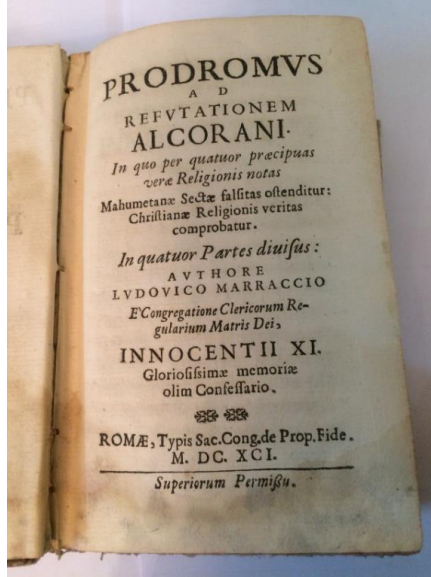 PRODROMVS
A D
REFVTATIONEM
ALCORANI.
In quo per quatuor præcipuas
veræ Religionis notas
Mahumetanæ Sectæ falſitas oſtenditur:
Chriſtianæ Religionis veritas
comprobatur.
In quatuor Partes diuiſus :
AVTHORE
LVDOVICO MARRACCIO
E'Congregatione Clericorum Re-
gularium Matris Dei,
INNOCENTII XI.
Glorioſiſſimæ memoriæ
olim Confeſſario.
ROMÆ, Typis Sac.Cong.de Prop.Fide.
M. DC. XCI.
Superiorum Permißu.